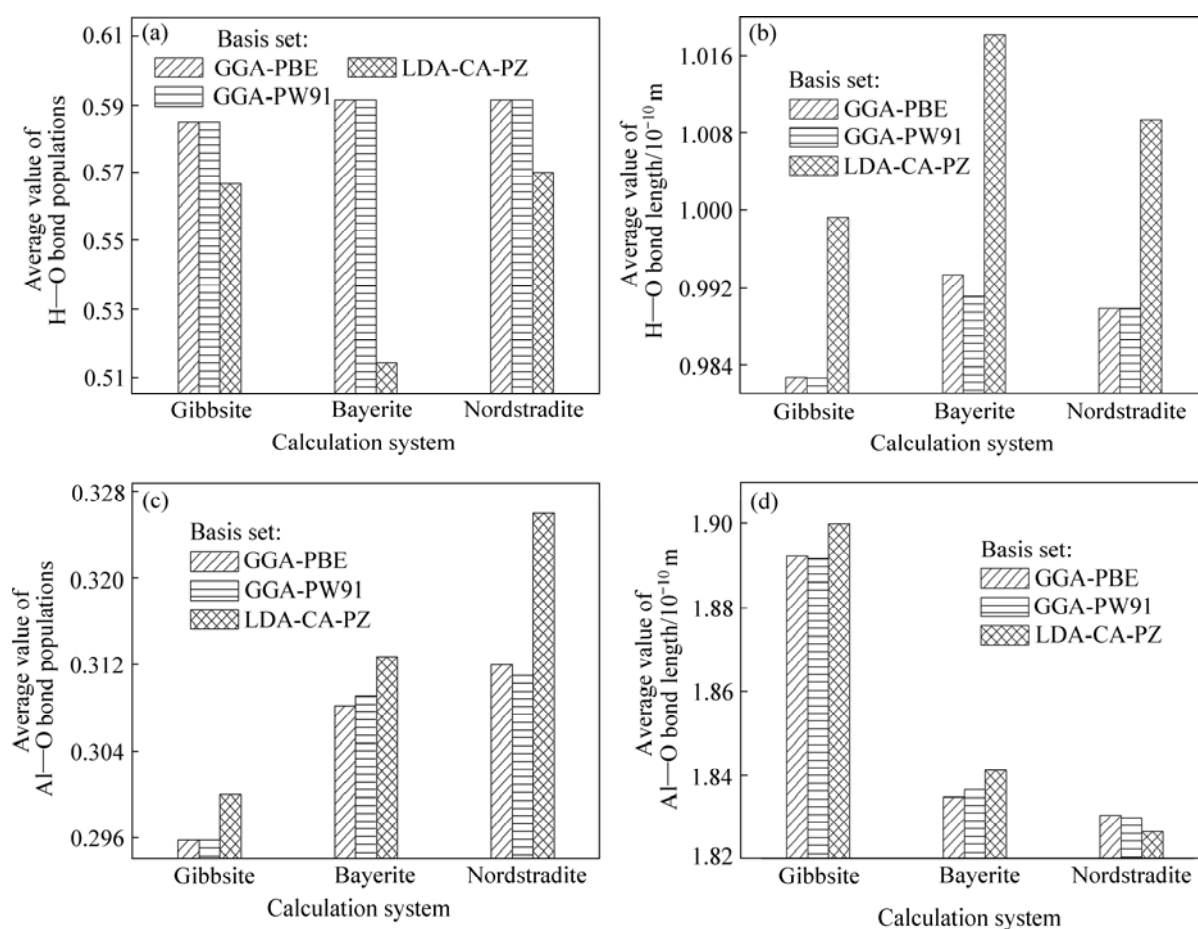 (a)
Basis set:
GGA-PBE
LDA-CA-PZ
GGA-PW91
0.61
0.59
0.57
0.55
0.53
0.51
Average value of
H—O bond populations
Gibbsite
Bayerite
Nordstradite
Calculation system
(b)
Basis set:
GGA-PBE
GGA-PW91
LDA-CA-PZ
1.016
1.008
1.000
0.992
0.984
Average value of
H—O bond length/10⁻¹⁰ m
Gibbsite
Bayerite
Nordstradite
Calculation system
(c)
Basis set:
GGA-PBE
GGA-PW91
LDA-CA-PZ
0.328
0.320
0.312
0.304
0.296
Average value of
Al—O bond populations
Gibbsite
Bayerite
Nordstradite
Calculation system
(d)
Basis set:
GGA-PBE
GGA-PW91
LDA-CA-PZ
1.90
1.88
1.86
1.84
1.82
Average value of
Al—O bond length/10⁻¹⁰ m
Gibbsite
Bayerite
Nordstradite
Calculation system